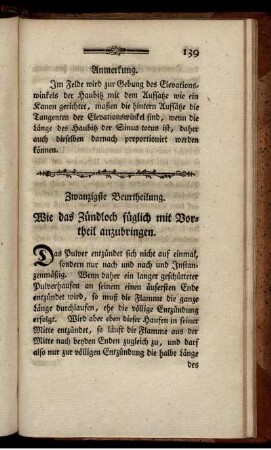 139
Anmerkung.
Im Felde wird zur Gebung des Elevations-
winkels der Haubitz mit dem Aufsatze wie ein
Kanon gerichtet, maßen die hintern Aufsätze die
Tangenten der Elevationswinkel sind, wenn die
Länge des Haubitz der Sinus totus ist, daher
auch dieselben darnach proportionirt werden
können.
Zwanzigste Beurtheilung.
Wie das Zündloch füglich mit Vor-
theil anzubringen.
Das Pulver entzündet sich nicht auf einmal,
sondern nur nach und nach und Instan-
zenmäßig. Wenn daher ein langer geschütteter
Pulverhaufen an seinem einen äusersten Ende
entzündet wird, so muß die Flamme die ganze
Länge durchlaufen, ehe die völlige Entzündung
erfolgt. Wird aber eben dieser Haufen in seiner
Mitte entzündet, so läuft die Flamme aus der
Mitte nach beyden Enden zugleich zu, und darf
also nur zur völligen Entzündung die halbe Länge
des